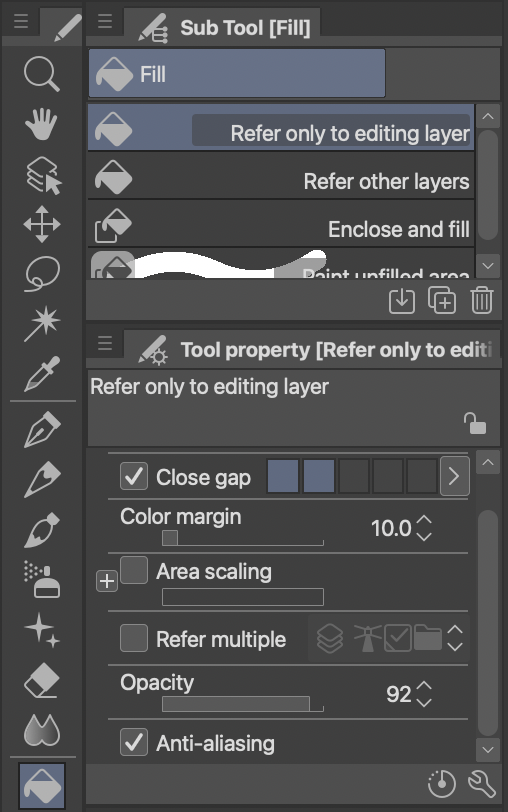 Sub Tool [Fill]
Fill
Refer only to editing layer
Refer other layers
Enclose and fill
Paint unfilled area
Tool property [Refer only to editi
Refer only to editing layer
Close gap
Color margin 10.0
Area scaling
Refer multiple
Opacity 92
Anti-aliasing